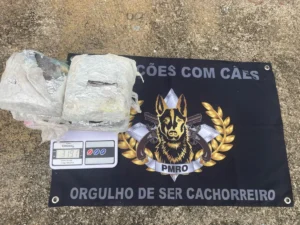 ÇÕES COM CÃES
PMRO
ORGULHO DE SER CACHORREIRO